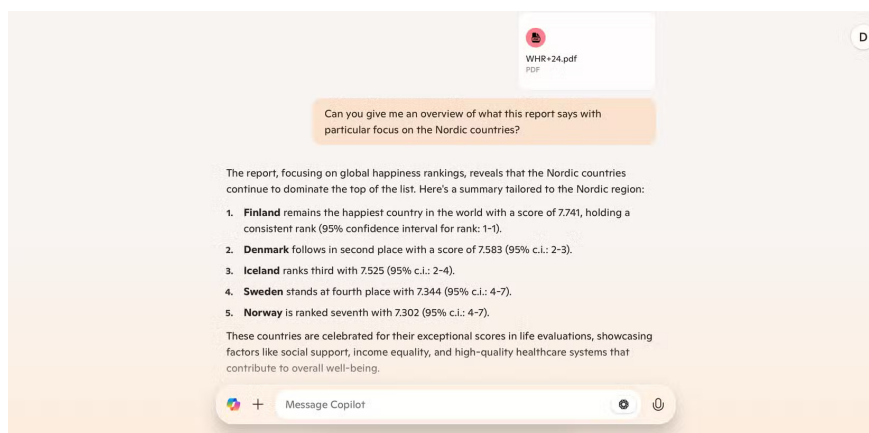 D
WHR+24.pdf
PDF
Can you give me an overview of what this report says with
particular focus on the Nordic countries?
The report, focusing on global happiness rankings, reveals that the Nordic countries
continue to dominate the top of the list. Here's a summary tailored to the Nordic region:
1. Finland remains the happiest country in the world with a score of 7.741, holding a
consistent rank (95% confidence interval for rank: 1-1).
2. Denmark follows in second place with a score of 7.583 (95% c.i.: 2-3).
3. Iceland ranks third with 7.525 (95% c.i.: 2-4).
4. Sweden stands at fourth place with 7.344 (95% c.i.: 4-7).
5. Norway is ranked seventh with 7.302 (95% c.i.: 4-7).
These countries are celebrated for their exceptional scores in life evaluations, showcasing
factors like social support, income equality, and high-quality healthcare systems that
contribute to overall well-being.
Message Copilot